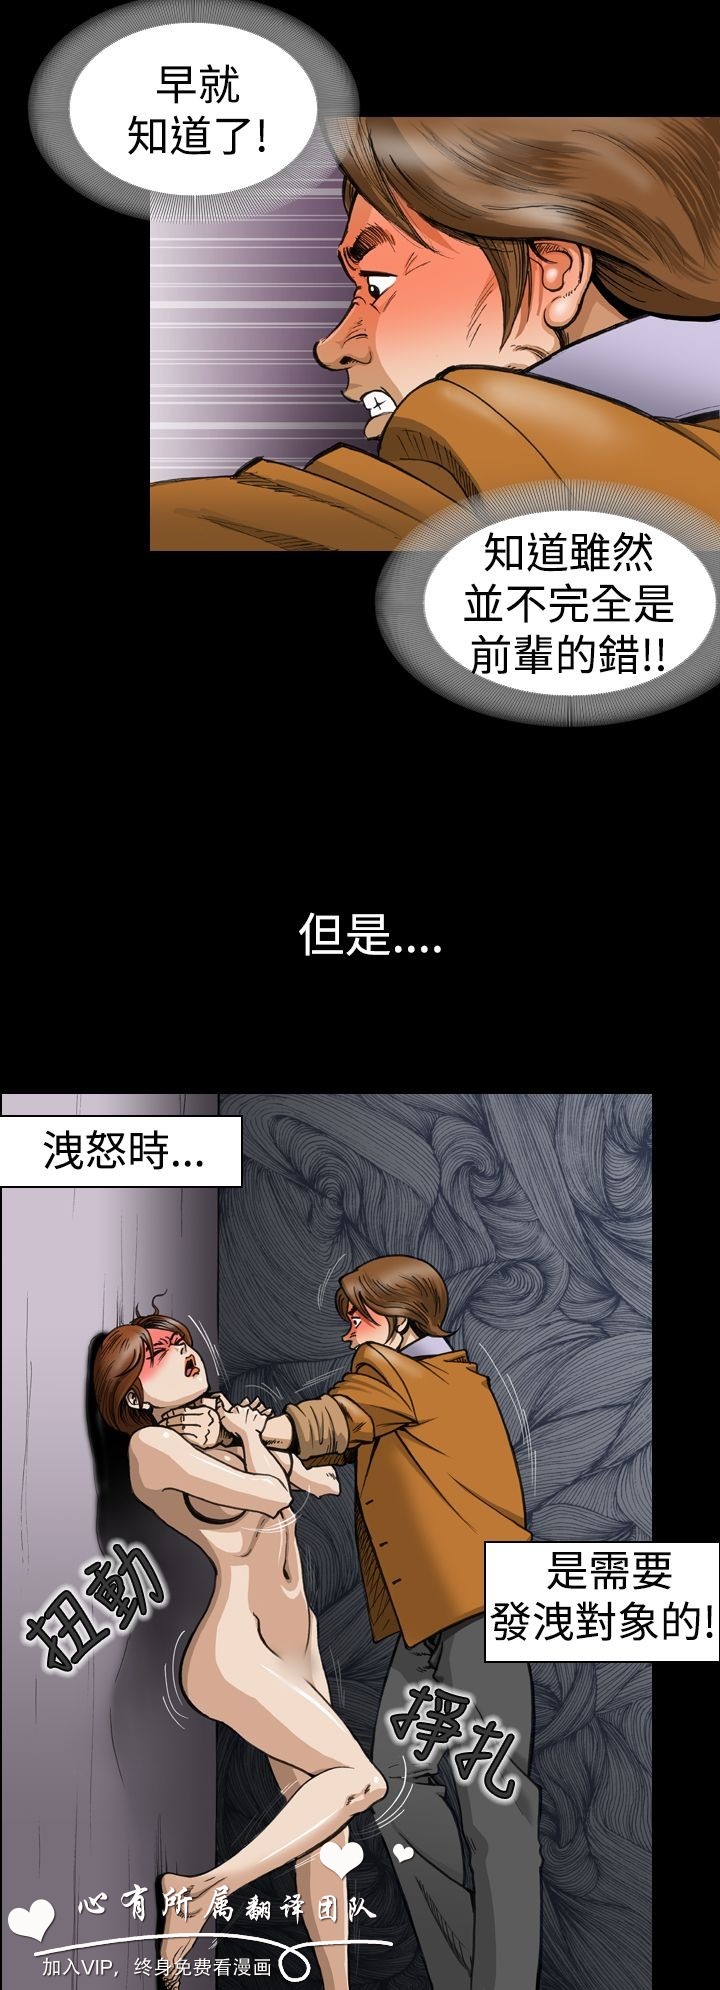 早就
知道了!
知道雖然
並不完全是
前輩的錯!!
但是....
洩怒時...
扭動
是需要
發洩對象的!
掙扎
心有所属翻译团队
加入VIP，终身免费看漫画